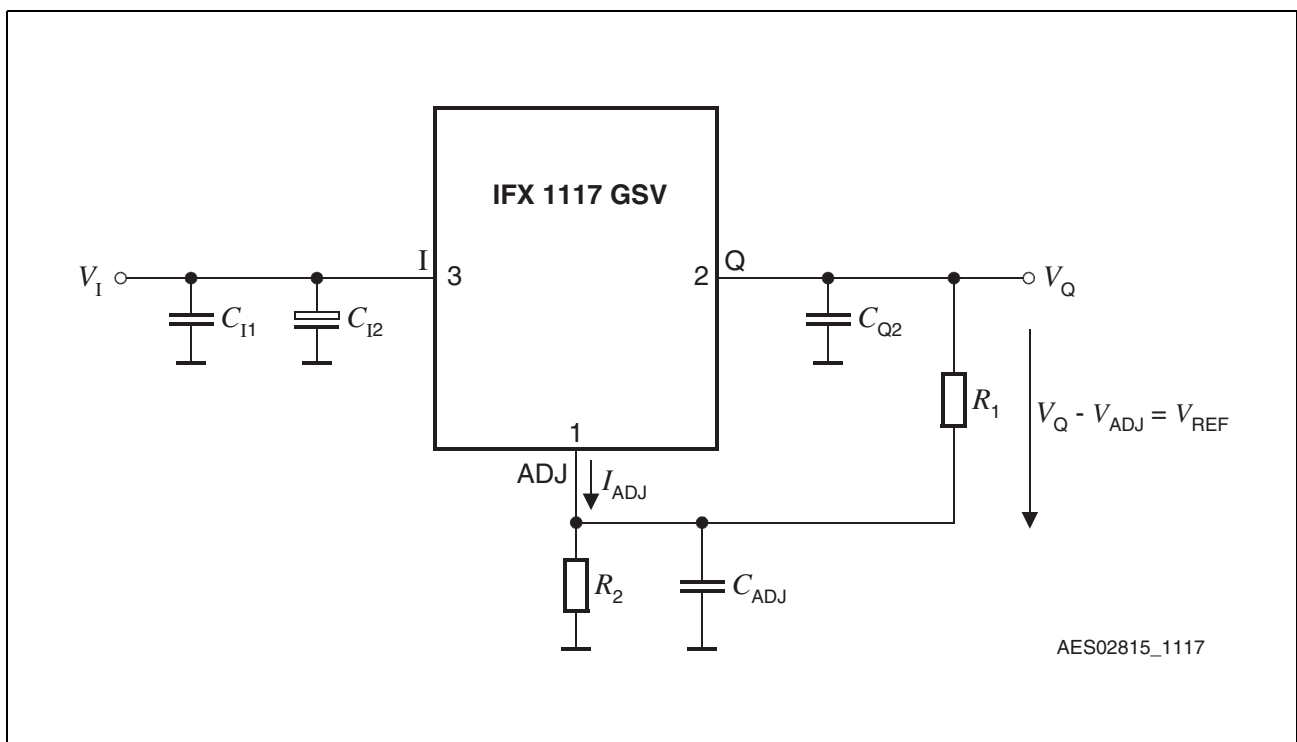 IFX 1117 GSV
V_I
I
3
2
Q
V_Q
C_I1
C_I2
C_Q2
R_1
V_Q - V_ADJ = V_REF
1
ADJ
I_ADJ
R_2
C_ADJ
AES02815_1117